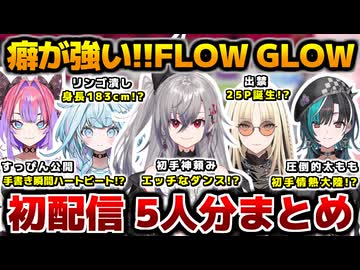 癖が強い!!FLOW GLOW
リンゴ潰し
身長183cm!?
出禁
25P誕生!?
すっぴん公開
手書き瞬間ハートビート!?
初手神頼み
エッチなダンス!?
圧倒的太もも
初手情熱大陸!?
初配信 5人分まとめ